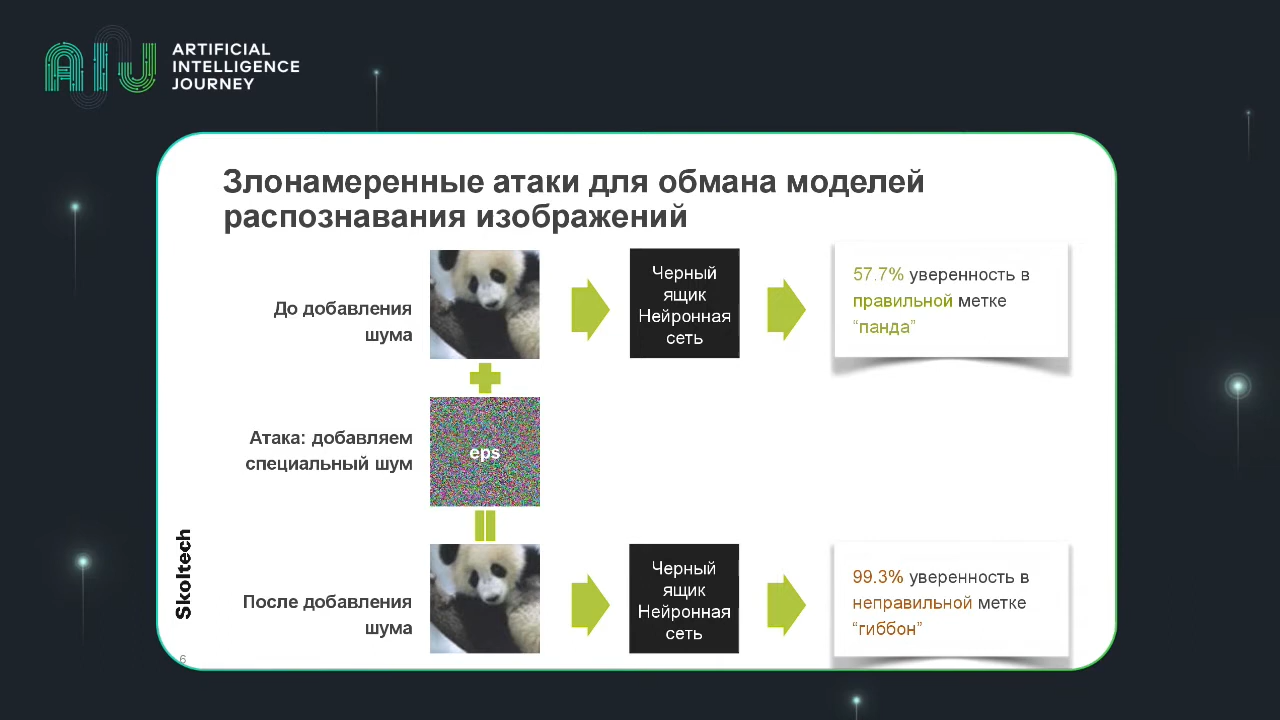 ARTIFICIAL
INTELLIGENCE
JOURNEY
Злонамеренные атаки для обмана моделей
распознавания изображений
До добавления
шума
Черный
ящик
Нейронная
сеть
57.7% уверенность в
правильной метке
“панда”
Атака: добавляем
специальный шум
eps
После добавления
шума
Черный
ящик
Нейронная
сеть
99.3% уверенность в
неправильной метке
“гиббон”
Skoltech
6